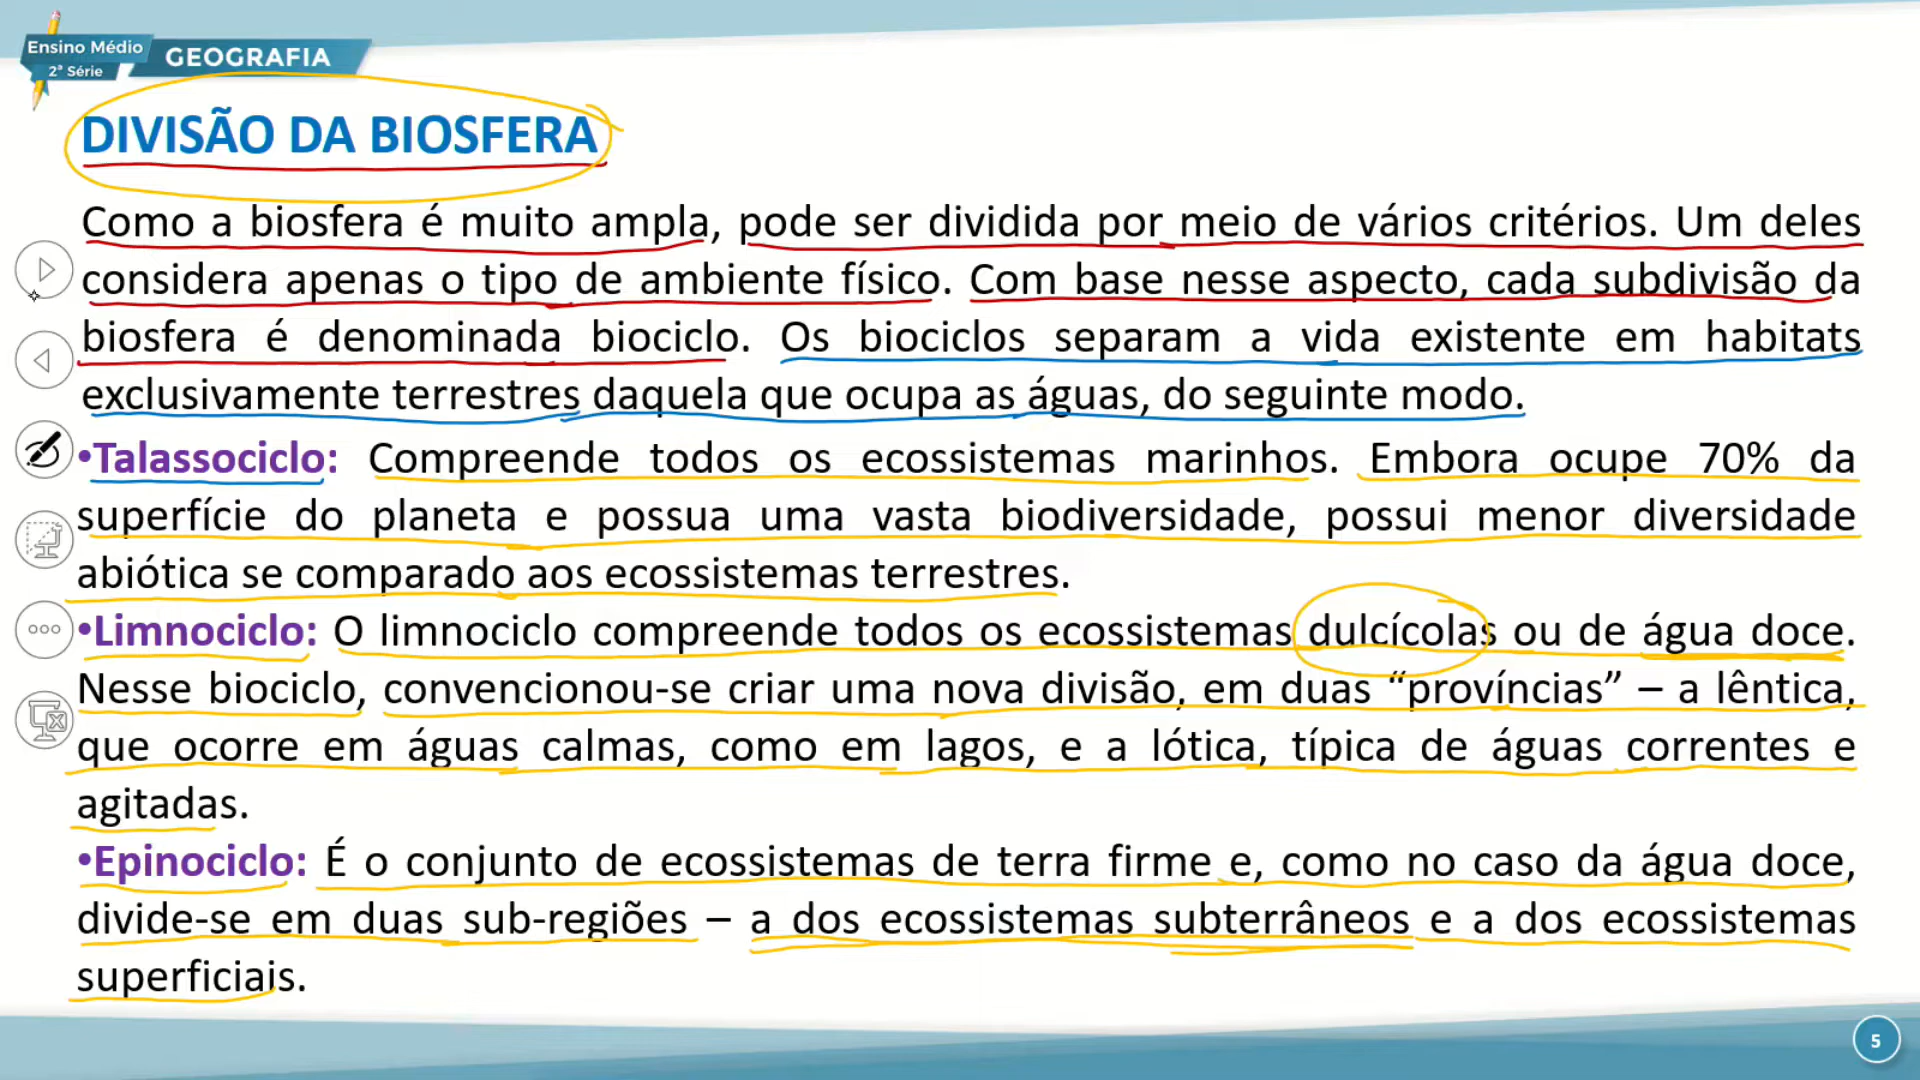 Ensino Médio
2ª Série
GEOGRAFIA
DIVISÃO DA BIOSFERA
Como a biosfera é muito ampla, pode ser dividida por meio de vários critérios. Um deles
considera apenas o tipo de ambiente físico. Com base nesse aspecto, cada subdivisão da
biosfera é denominada biociclo. Os biociclos separam a vida existente em habitats
exclusivamente terrestres daquela que ocupa as águas, do seguinte modo.
•Talassociclo: Compreende todos os ecossistemas marinhos. Embora ocupe 70% da
superfície do planeta e possua uma vasta biodiversidade, possui menor diversidade
abiótica se comparado aos ecossistemas terrestres.
•Limnociclo: O limnociclo compreende todos os ecossistemas dulcícolas ou de água doce.
Nesse biociclo, convencionou-se criar uma nova divisão, em duas “províncias” – a lêntica,
que ocorre em águas calmas, como em lagos, e a lótica, típica de águas correntes e
agitadas.
•Epinociclo: É o conjunto de ecossistemas de terra firme e, como no caso da água doce,
divide-se em duas sub-regiões – a dos ecossistemas subterrâneos e a dos ecossistemas
superficiais.
5